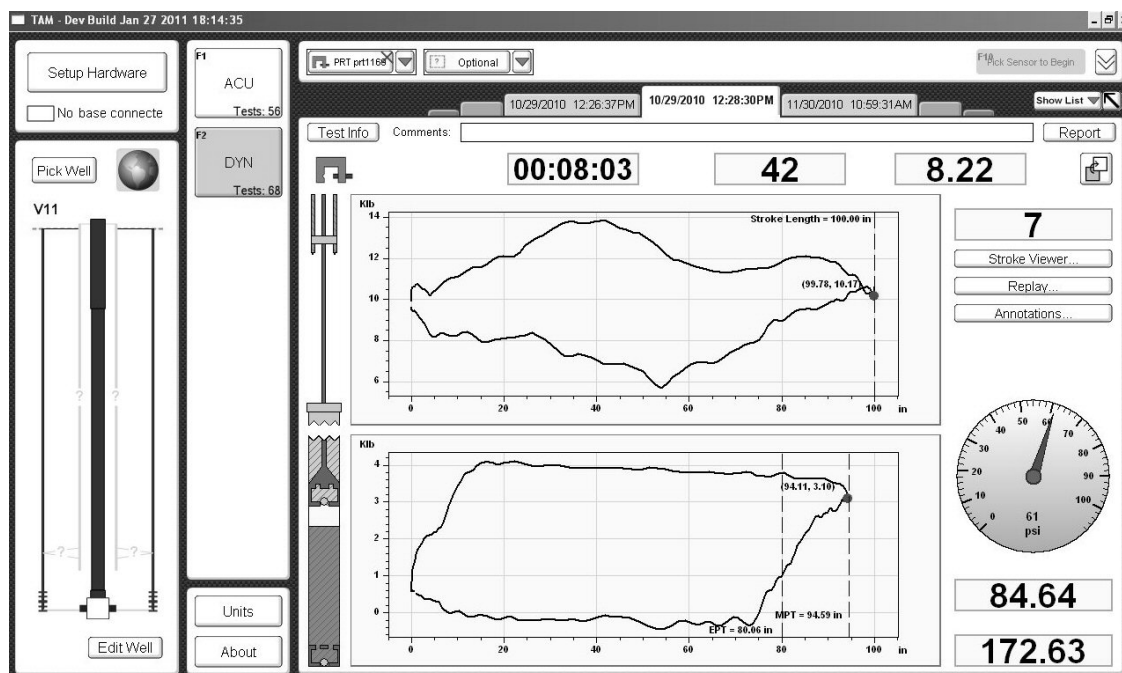 TAM - Dev Build Jan 27 2011 18:14:35
Setup Hardware
No base connecte
Pick Well
V11
?
?
?
?
Edit Well
F1
ACU
Tests: 56
F2
DYN
Tests: 68
Units
About
PRT prt1168
? Optional
F10
Pick Sensor to Begin
10/29/2010 12:26:37PM
10/29/2010 12:28:30PM
11/30/2010 10:59:31AM
Show List
Test Info
Comments:
Report
00:08:03
42
8.22
Klb
Stroke Length = 100.00 in
14
12
10
8
6
(99.78, 10.17)
0 20 40 60 80 100 in
Klb
4
3
2
1
0
(94.11, 3.10)
MPT = 94.59 in
EPT = 80.06 in
0 20 40 60 80 100 in
7
Stroke Viewer...
Replay...
Annotations...
0 10 20 30 40 50 60 70 80 90 100
61
psi
84.64
172.63